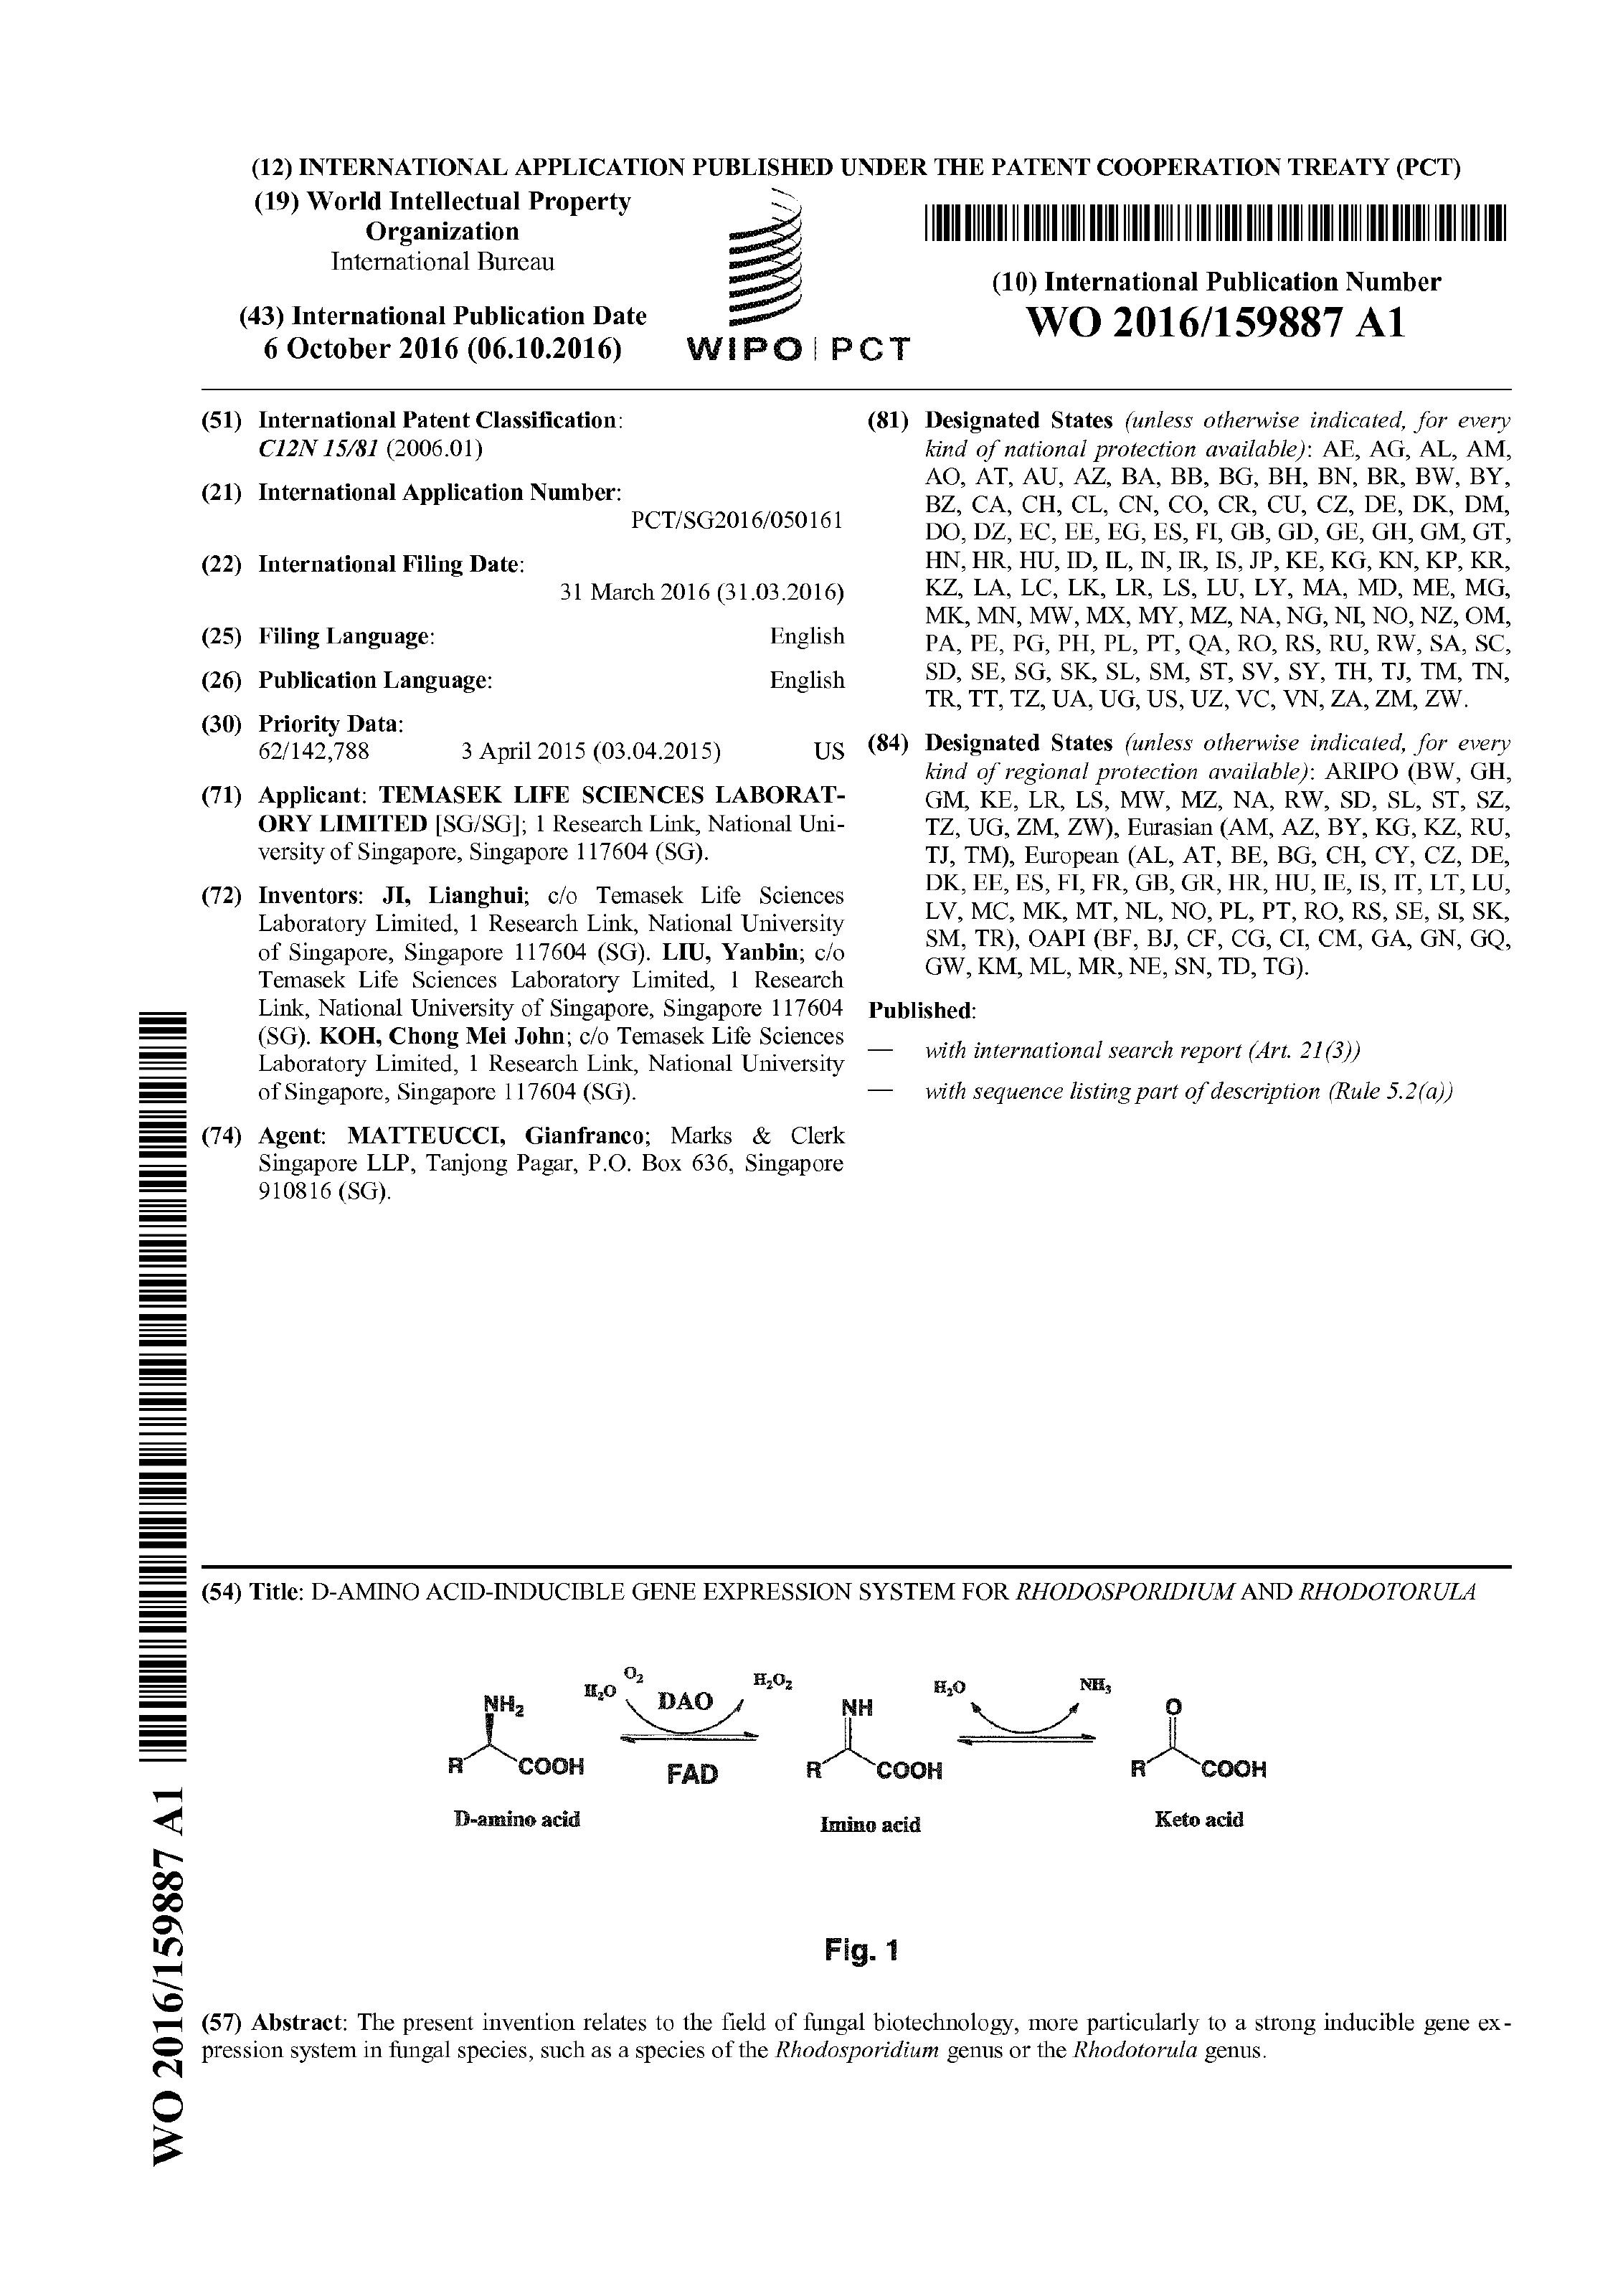 (12) INTERNATIONAL APPLICATION PUBLISHED UNDER THE PATENT COOPERATION TREATY (PCT)
(19) World Intellectual Property
Organization
International Bureau
(43) International Publication Date
6 October 2016 (06.10.2016)
WIPO | PCT
(10) International Publication Number
WO 2016/159887 A1
(51) International Patent Classification:
C12N 15/81 (2006.01)
(21) International Application Number:
PCT/SG2016/050161
(22) International Filing Date:
31 March 2016 (31.03.2016)
(25) Filing Language: English
(26) Publication Language: English
(30) Priority Data:
62/142,788 3 April 2015 (03.04.2015) US
(71) Applicant: TEMASEK LIFE SCIENCES LABORAT-
ORY LIMITED [SG/SG]; 1 Research Link, National Uni-
versity of Singapore, Singapore 117604 (SG).
(72) Inventors: JI, Lianghui; c/o Temasek Life Sciences
Laboratory Limited, 1 Research Link, National University
of Singapore, Singapore 117604 (SG). LIU, Yanbin; c/o
Temasek Life Sciences Laboratory Limited, 1 Research
Link, National University of Singapore, Singapore 117604
(SG). KOH, Chong Mei John; c/o Temasek Life Sciences
Laboratory Limited, 1 Research Link, National University
of Singapore, Singapore 117604 (SG).
(74) Agent: MATTEUCCI, Gianfranco; Marks & Clerk
Singapore LLP, Tanjong Pagar, P.O. Box 636, Singapore
910816 (SG).
(81) Designated States (unless otherwise indicated, for every
kind of national protection available): AE, AG, AL, AM,
AO, AT, AU, AZ, BA, BB, BG, BH, BN, BR, BW, BY,
BZ, CA, CH, CL, CN, CO, CR, CU, CZ, DE, DK, DM,
DO, DZ, EC, EE, EG, ES, FI, GB, GD, GE, GH, GM, GT,
HN, HR, HU, ID, IL, IN, IR, IS, JP, KE, KG, KN, KP, KR,
KZ, LA, LC, LK, LR, LS, LU, LY, MA, MD, ME, MG,
MK, MN, MW, MX, MY, MZ, NA, NG, NI, NO, NZ, OM,
PA, PE, PG, PH, PL, PT, QA, RO, RS, RU, RW, SA, SC,
SD, SE, SG, SK, SL, SM, ST, SV, SY, TH, TJ, TM, TN,
TR, TT, TZ, UA, UG, US, UZ, VC, VN, ZA, ZM, ZW.
(84) Designated States (unless otherwise indicated, for every
kind of regional protection available): ARIPO (BW, GH,
GM, KE, LR, LS, MW, MZ, NA, RW, SD, SL, ST, SZ,
TZ, UG, ZM, ZW), Eurasian (AM, AZ, BY, KG, KZ, RU,
TJ, TM), European (AL, AT, BE, BG, CH, CY, CZ, DE,
DK, EE, ES, FI, FR, GB, GR, HR, HU, IE, IS, IT, LT, LU,
LV, MC, MK, MT, NL, NO, PL, PT, RO, RS, SE, SI, SK,
SM, TR), OAPI (BF, BJ, CF, CG, CI, CM, GA, GN, GQ,
GW, KM, ML, MR, NE, SN, TD, TG).
Published:
— with international search report (Art. 21(3))
— with sequence listing part of description (Rule 5.2(a))
(54) Title: D-AMINO ACID-INDUCIBLE GENE EXPRESSION SYSTEM FOR RHODOSPORIDIUM AND RHODOTORULA
NH₂ H₂O O₂ DAO H₂O₂ NH H₂O NH₃ O
R COOH FAD R COOH R COOH
D-amino acid Imino acid Keto acid
Fig. 1
(57) Abstract: The present invention relates to the field of fungal biotechnology, more particularly to a strong inducible gene ex-
pression system in fungal species, such as a species of the Rhodosporidium genus or the Rhodotorula genus.
WO 2016/159887 A1